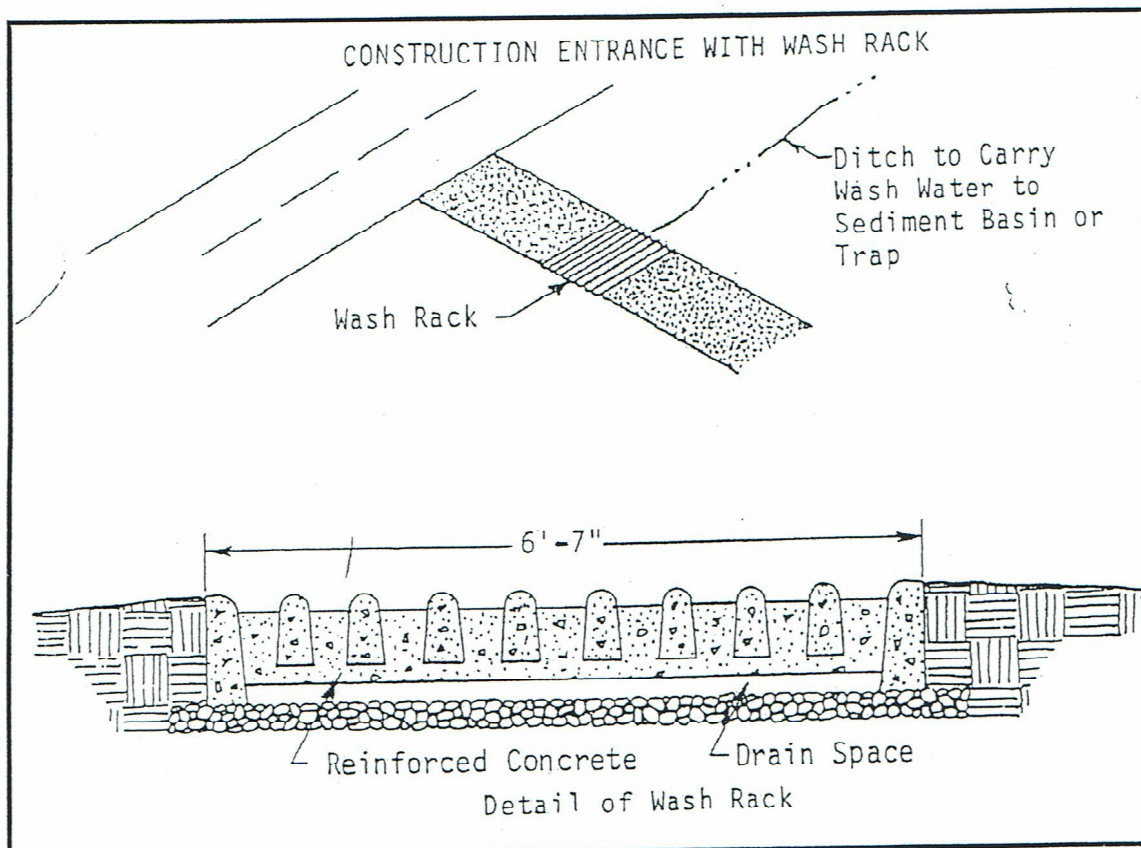 CONSTRUCTION ENTRANCE WITH WASH RACK
Ditch to Carry
Wash Water to
Sediment Basin or
Trap
Wash Rack
6'-7"
Reinforced Concrete
Drain Space
Detail of Wash Rack